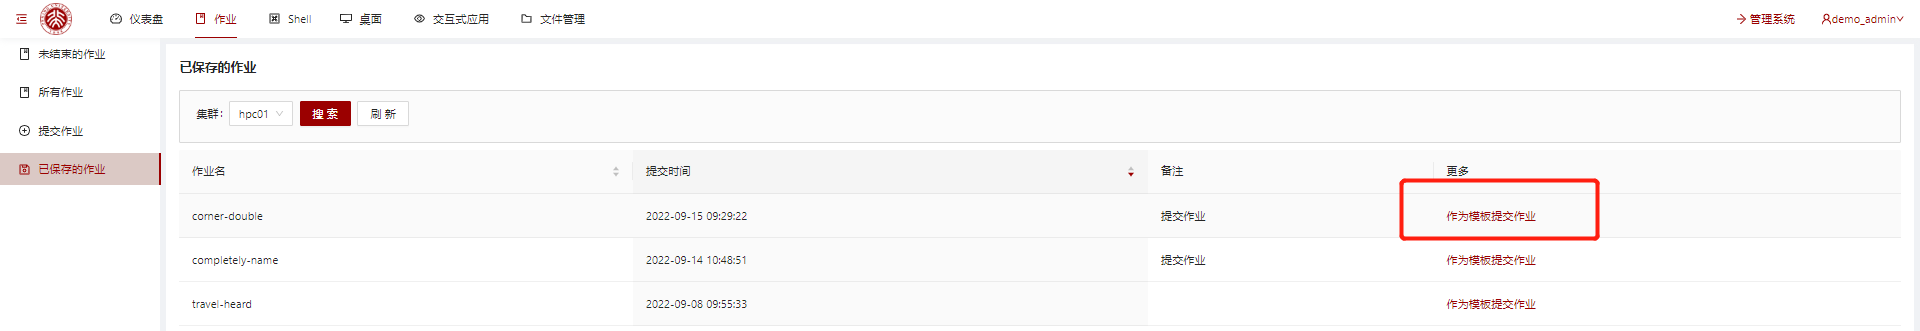 仪表盘 作业 Shell 桌面 交互式应用 文件管理 管理系统 demo_admin
未结束的作业
所有作业
提交作业
已保存的作业
已保存的作业
集群: hpc01 搜 索 刷 新
作业名 提交时间 备注 更多
corner-double 2022-09-15 09:29:22 提交作业 作为模板提交作业
completely-name 2022-09-14 10:48:51 提交作业 作为模板提交作业
travel-heard 2022-09-08 09:55:33 作为模板提交作业